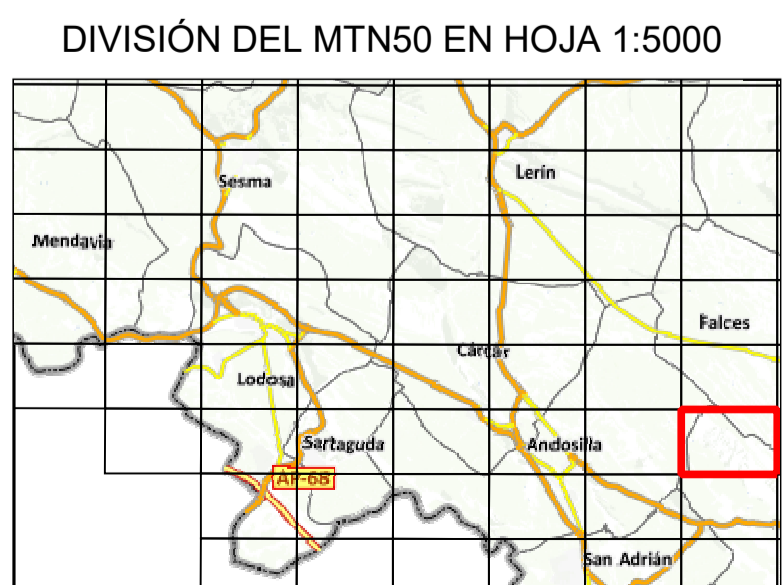 DIVISIÓN DEL MTN50 EN HOJA 1:5000
Lerín
Sesma
Mendavia
Falces
Cárcar
Lodosa
Sartaguda
Andosilla
AP-68
San Adrián